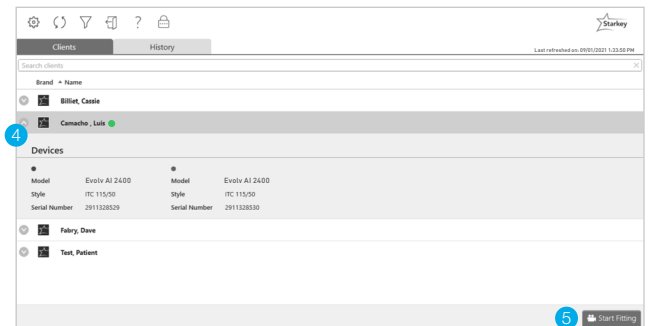 ?
Starkey
Clients History
Last refreshed on: 09/01/2021 1:33:50 PM
Search clients
Brand Name
Billiet, Cassie
4
Camacho , Luis
Devices
Model Evolv AI 2400 Model Evolv AI 2400
Style ITC 115/50 Style ITC 115/50
Serial Number 2911328529 Serial Number 2911328530
Fabry, Dave
Test, Patient
5 Start Fitting